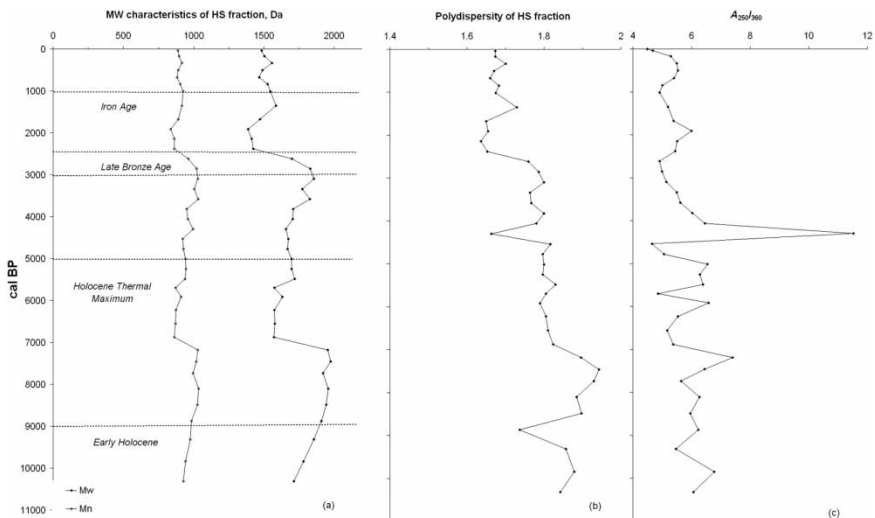 MW characteristics of HS fraction, Da
Polydispersity of HS fraction
A250/360
0 500 1000 1500 2000
1.4 1.6 1.8 2
4 6 8 10 12
cal BP
0
1000
Iron Age
2000
Late Bronze Age
3000
4000
5000
Holocene Thermal
Maximum
6000
7000
8000
9000
Early Holocene
10000
11000
Mw
Mn
(a)
(b)
(c)